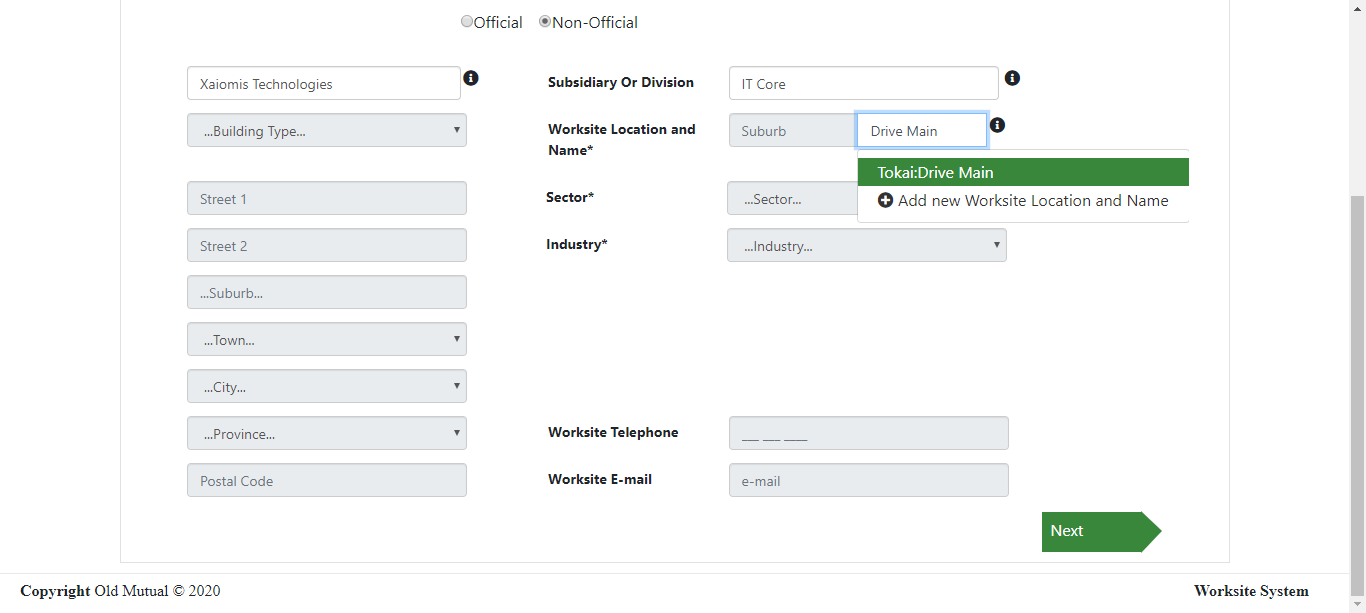 Official Non-Official
Xaiomis Technologies Subsidiary Or Division IT Core
...Building Type... Worksite Location and Suburb Drive Main
Name*
Tokai:Drive Main
Street 1 Sector* ...Sector... Add new Worksite Location and Name
Street 2 Industry* ...Industry...
...Suburb...
...Town...
...City...
...Province... Worksite Telephone ___ ___ ____
Postal Code Worksite E-mail e-mail
Next
Copyright Old Mutual © 2020 Worksite System